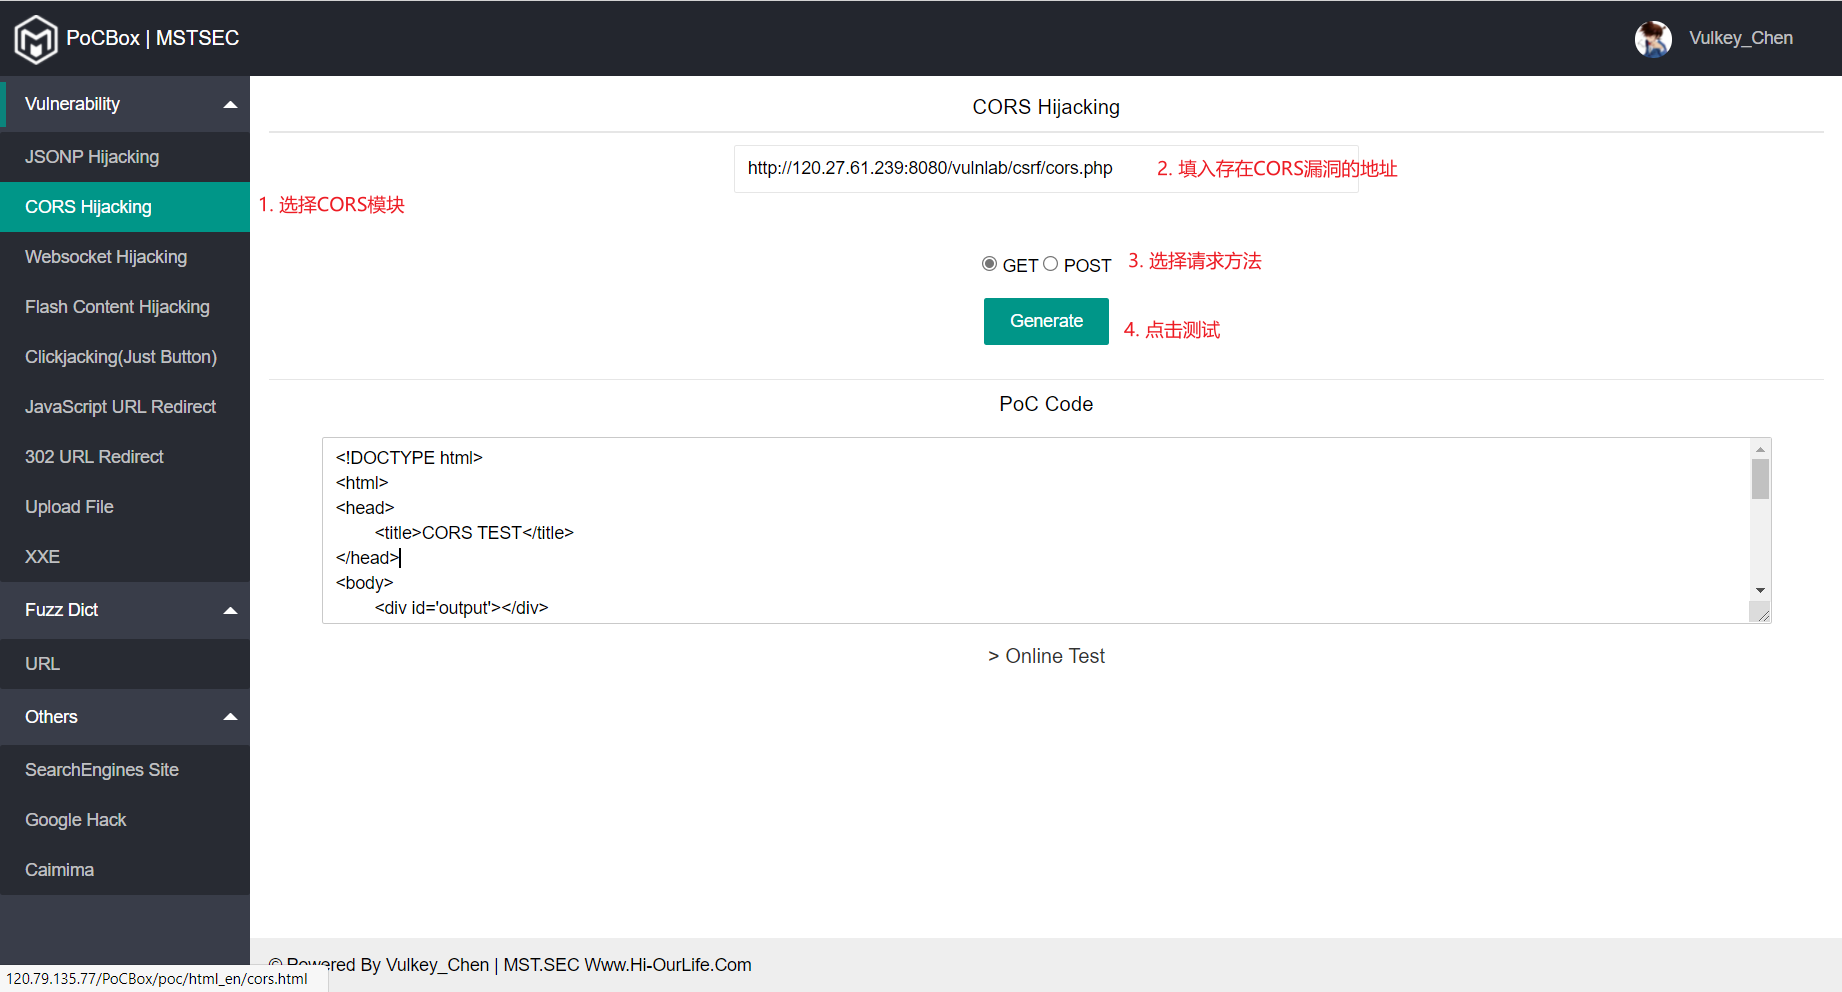 PoCBox | MSTSEC
Vulkey_Chen
Vulnerability
JSONP Hijacking
CORS Hijacking
Websocket Hijacking
Flash Content Hijacking
Clickjacking(Just Button)
JavaScript URL Redirect
302 URL Redirect
Upload File
XXE
Fuzz Dict
URL
Others
SearchEngines Site
Google Hack
Caimima
CORS Hijacking
http://120.27.61.239:8080/vulnlab/csrf/cors.php
2. 填入存在CORS漏洞的地址
1. 选择CORS模块
GET POST
3. 选择请求方法
Generate
4. 点击测试
PoC Code
<!DOCTYPE html>
<html>
<head>
<title>CORS TEST</title>
</head>
<body>
<div id='output'></div>
> Online Test
© Powered By Vulkey_Chen | MST.SEC Www.Hi-OurLife.Com
120.79.135.77/PoCBox/poc/html_en/cors.html